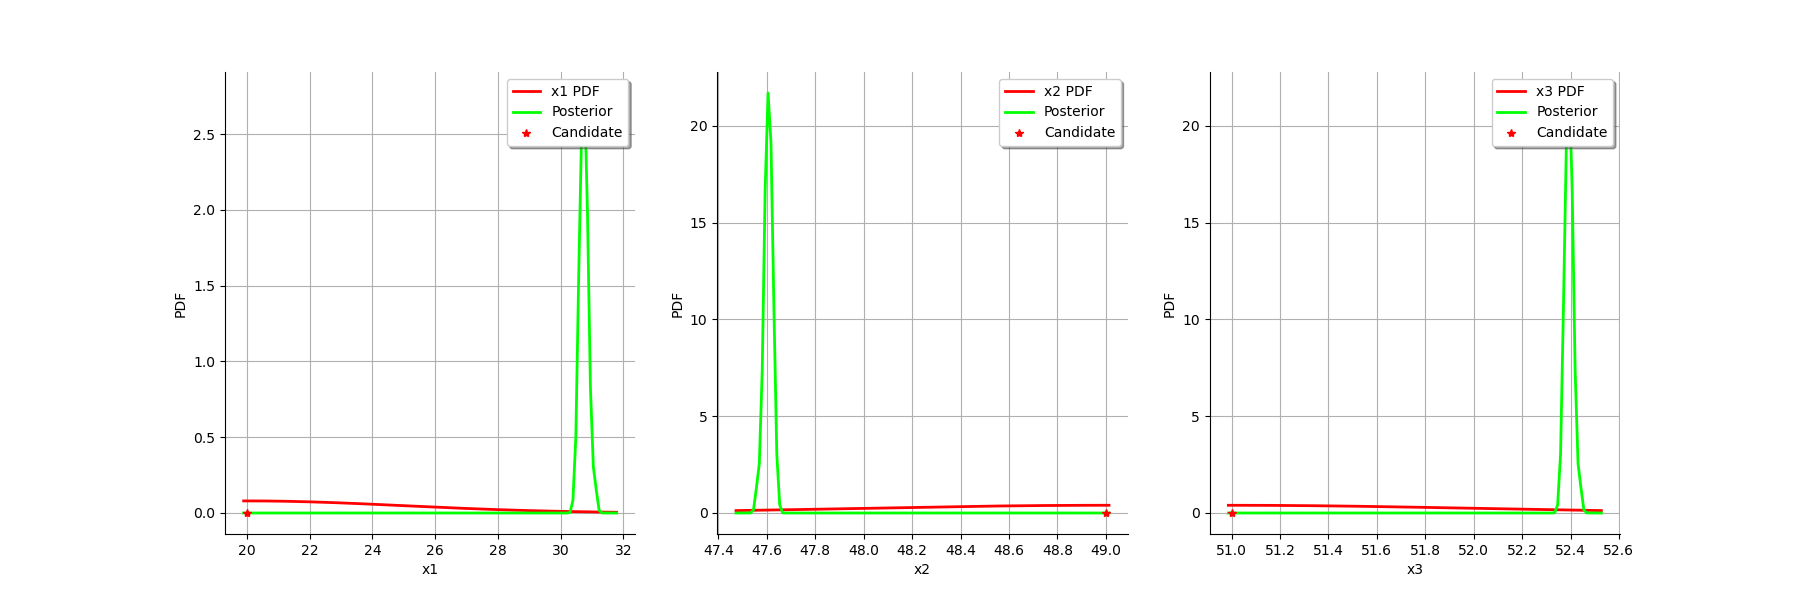 x1 PDF
Posterior
Candidate
2.5
2.0
1.5
1.0
0.5
0.0
PDF
20 22 24 26 28 30 32
x1
x2 PDF
Posterior
Candidate
20
15
10
5
0
PDF
47.4 47.6 47.8 48.0 48.2 48.4 48.6 48.8 49.0
x2
x3 PDF
Posterior
Candidate
20
15
10
5
0
PDF
51.0 51.2 51.4 51.6 51.8 52.0 52.2 52.4 52.6
x3